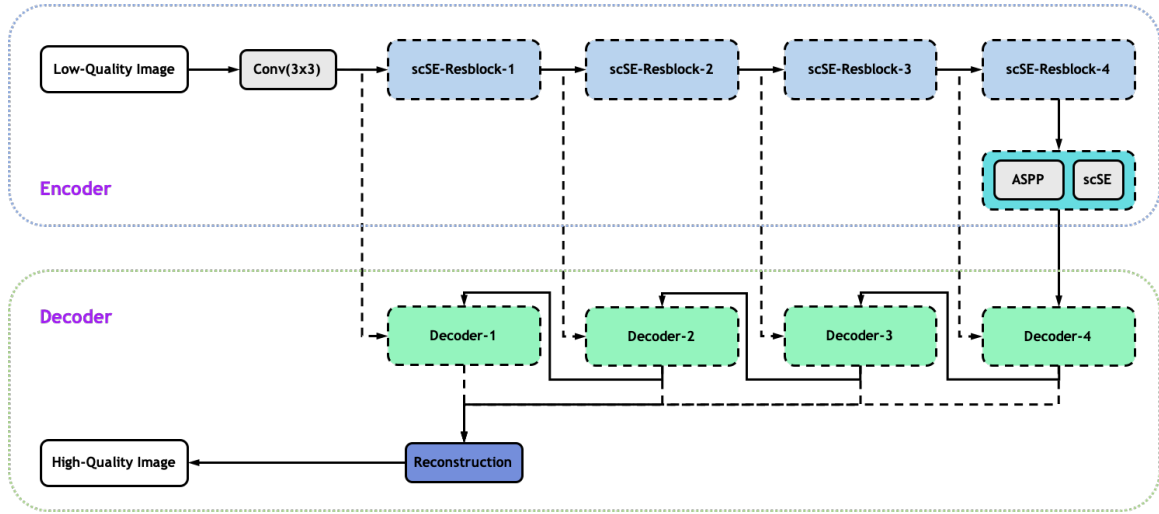 Low-Quality Image
Conv(3x3)
scSE-Resblock-1
scSE-Resblock-2
scSE-Resblock-3
scSE-Resblock-4
ASPP
scSE
Encoder
Decoder
Decoder-1
Decoder-2
Decoder-3
Decoder-4
High-Quality Image
Reconstruction